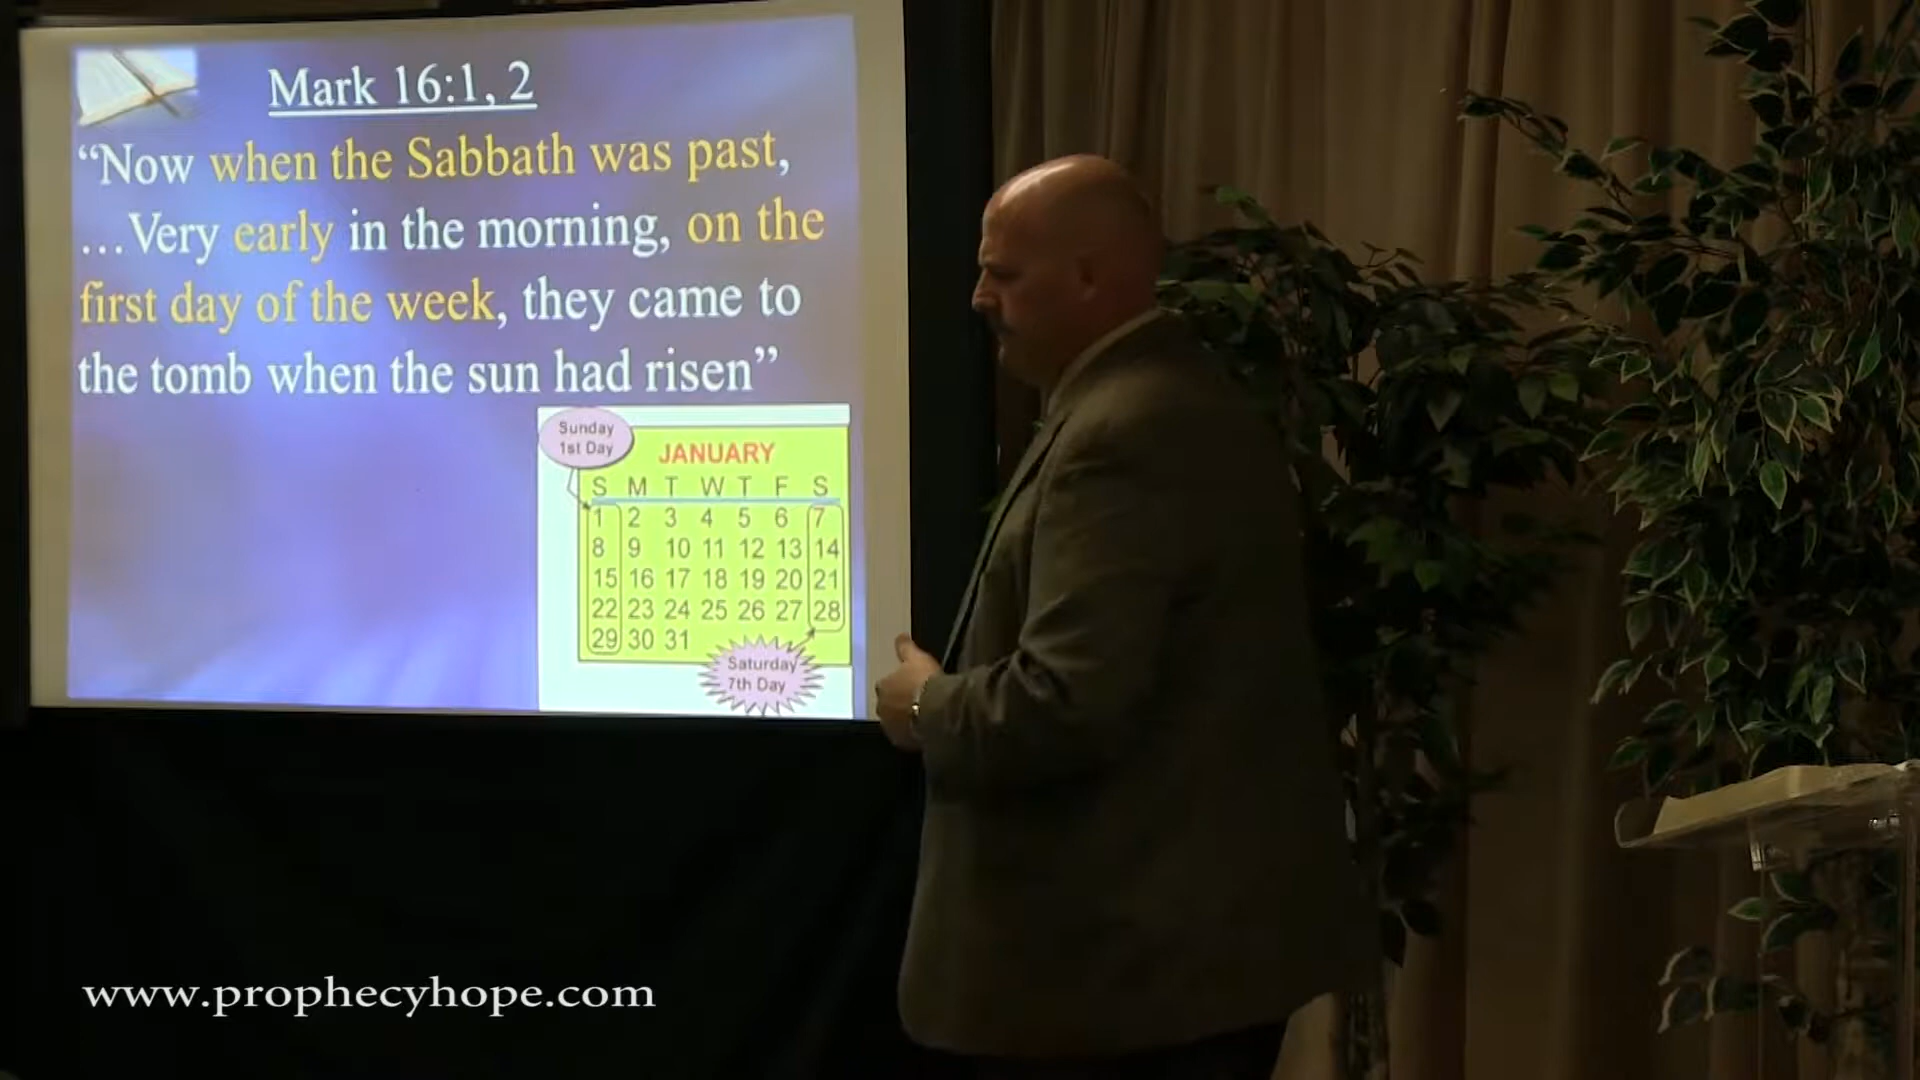 Mark 16:1, 2
“Now when the Sabbath was past,
…Very early in the morning, on the
first day of the week, they came to
the tomb when the sun had risen”
Sunday
1st Day
JANUARY
S M T W T F S
1 2 3 4 5 6 7
8 9 10 11 12 13 14
15 16 17 18 19 20 21
22 23 24 25 26 27 28
29 30 31
Saturday
7th Day
www.prophecyhope.com